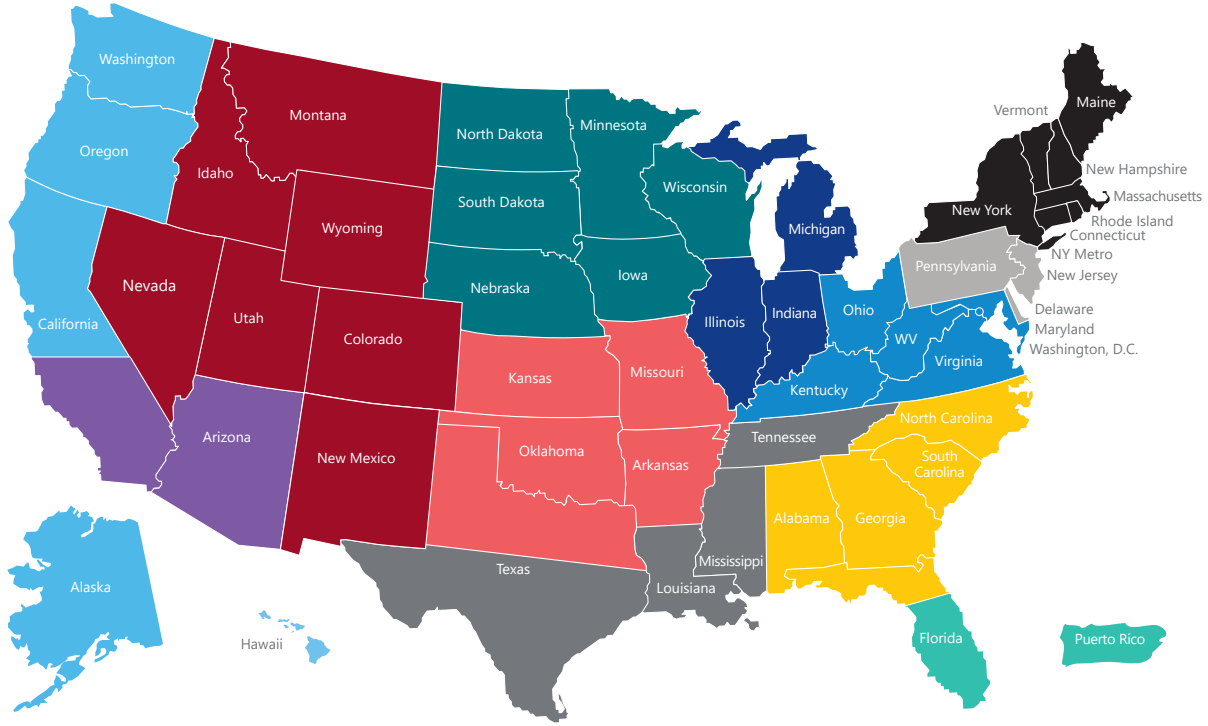 Washington
Montana
North Dakota
Minnesota
Vermont
Maine
Oregon
Idaho
Wisconsin
New Hampshire
South Dakota
Massachusetts
Wyoming
Michigan
New York
Rhode Island
Connecticut
NY Metro
Nevada
Nebraska
Iowa
Pennsylvania
New Jersey
California
Utah
Colorado
Illinois
Indiana
Ohio
Delaware
Maryland
WV
Washington, D.C.
Virginia
Kansas
Missouri
Kentucky
Arizona
New Mexico
Oklahoma
Arkansas
Tennessee
North Carolina
South
Carolina
Alabama
Georgia
Texas
Mississippi
Louisiana
Alaska
Hawaii
Florida
Puerto Rico